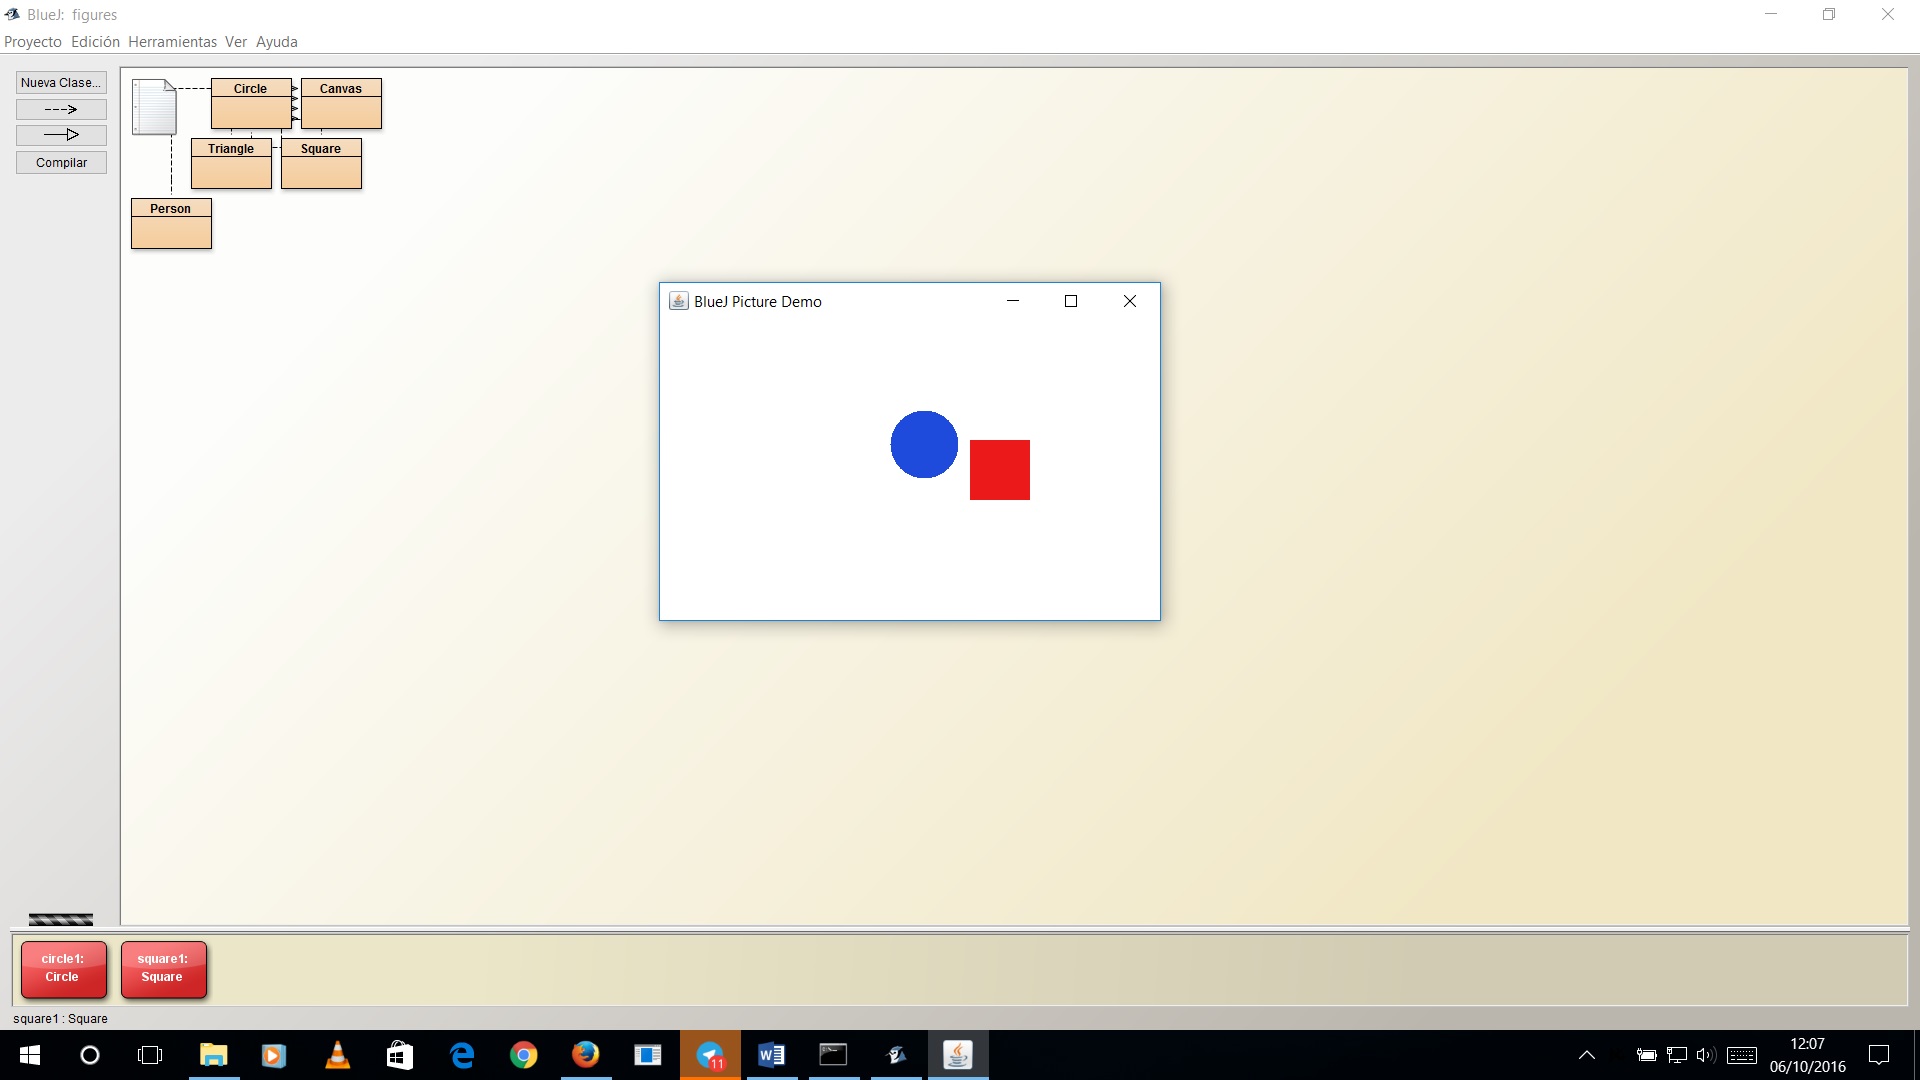 BlueJ: figures
Proyecto Edición Herramientas Ver Ayuda
Nueva Clase...
Compilar
Circle
Canvas
Triangle
Square
Person
BlueJ Picture Demo
circle1:
Circle
square1:
Square
square1 : Square
11
12:07
06/10/2016